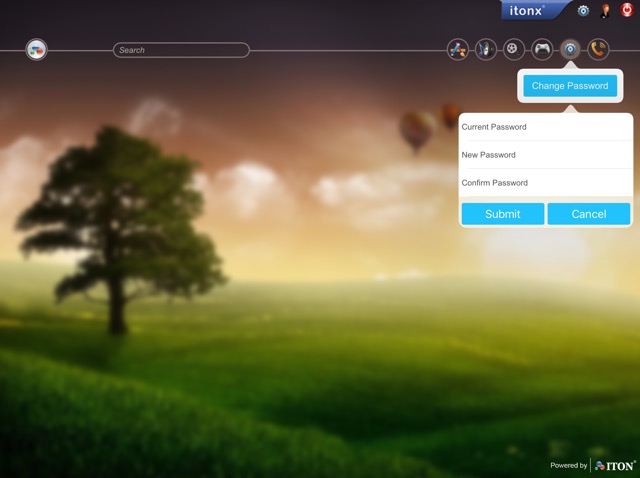 itonx®
Search
Change Password
Current Password
New Password
Confirm Password
Submit
Cancel
Powered by
ITON®